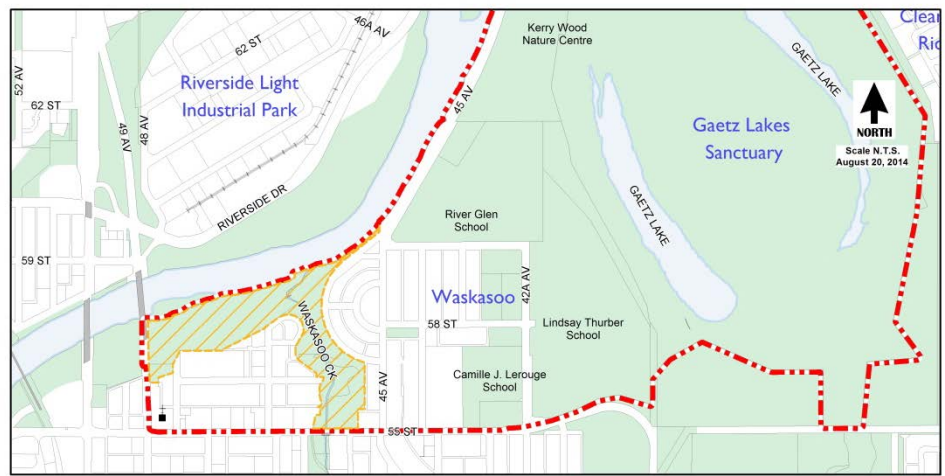 Kerry Wood
Nature Centre
Clear
Ric
46A AV
62 ST
52 AV
Riverside Light
Industrial Park
45 AV
GAETZ LAKE
62 ST
49 AV
48 AV
Gaetz Lakes
Sanctuary
NORTH
Scale N.T.S.
August 20, 2014
RIVERSIDE DR
River Glen
School
GAETZ LAKE
59 ST
Waskasoo
42A AV
WASKASOO CK
58 ST
Lindsay Thurber
School
45 AV
Camille J. Lerouge
School
55 ST